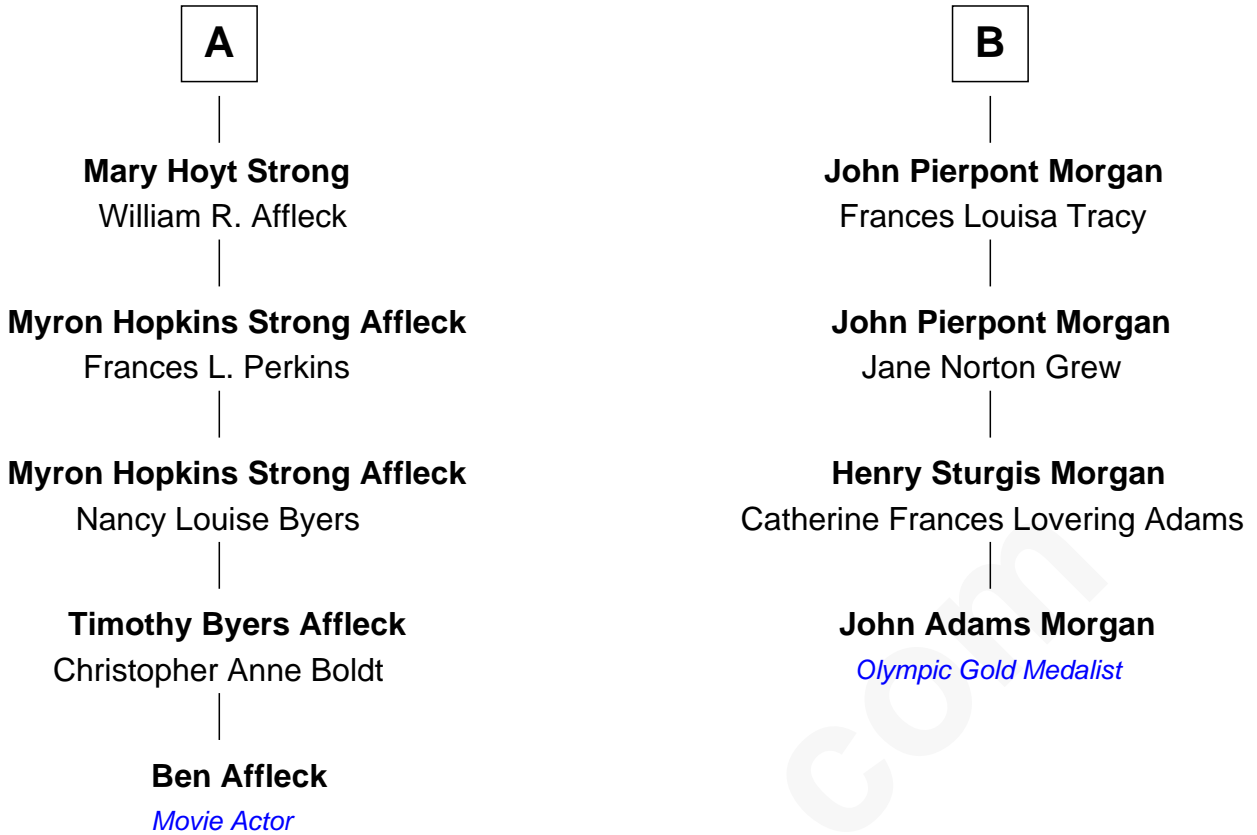 A
Mary Hoyt Strong
William R. Affleck
Myron Hopkins Strong Affleck
Frances L. Perkins
Myron Hopkins Strong Affleck
Nancy Louise Byers
Timothy Byers Affleck
Christopher Anne Boldt
Ben Affleck
Movie Actor
B
John Pierpont Morgan
Frances Louisa Tracy
John Pierpont Morgan
Jane Norton Grew
Henry Sturgis Morgan
Catherine Frances Lovering Adams
John Adams Morgan
Olympic Gold Medalist
com